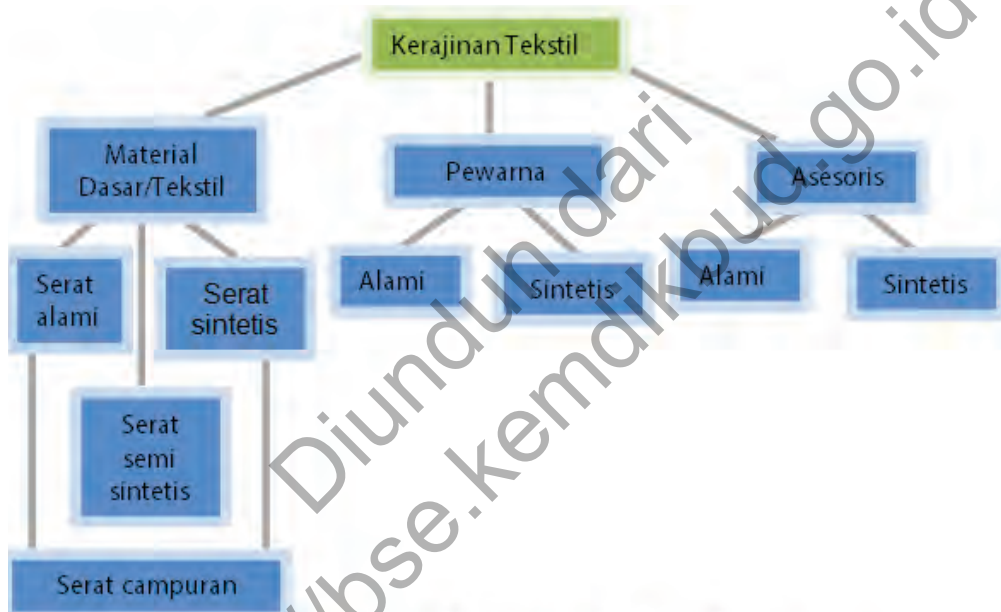 Kerajinan Tekstil
Material
Dasar/Tekstil
Pewarna
Asesoris
Serat
alami
Serat
sintetis
Alami
Sintetis
Alami
Sintetis
Serat
semi
sintetis
Serat campuran
Diunduh dari
/bse.kemdikbud.go.id